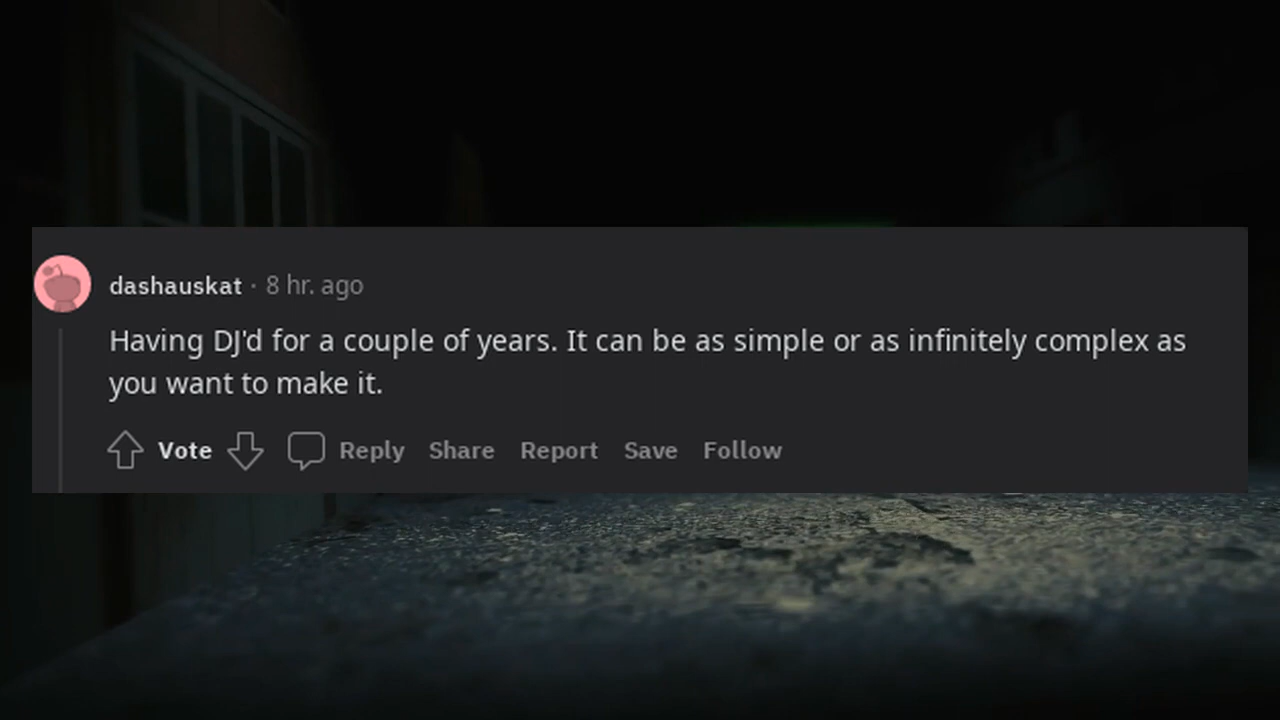 dashauskat · 8 hr. ago
Having DJ'd for a couple of years. It can be as simple or as infinitely complex as
you want to make it.
Vote Reply Share Report Save Follow